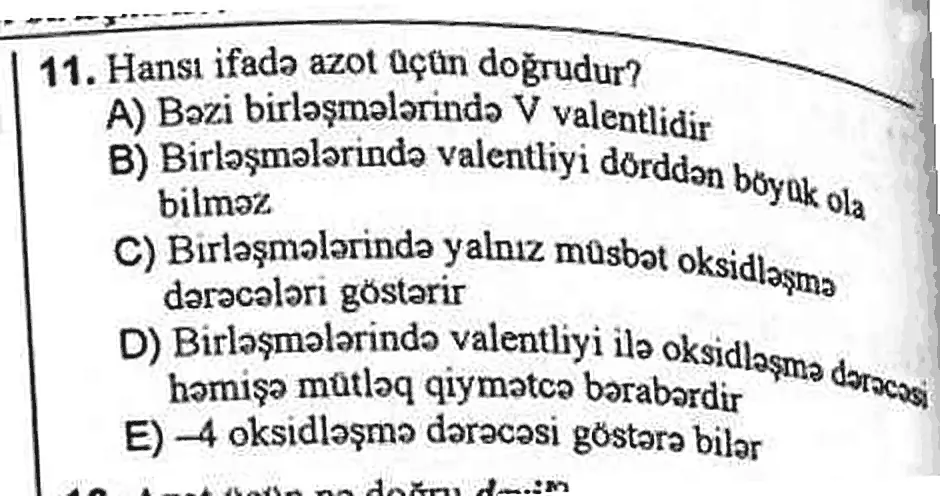 11. Hansı ifadə azot üçün doğrudur?
A) Bəzi birləşmələrində V valentlidir
B) Birləşmələrində valentliyi dörddən böyük ola
bilməz
C) Birləşmələrində yalnız müsbət oksidləşmə
dərəcələri göstərir
D) Birləşmələrində valentliyi ilə oksidləşmə dərəcəsi
həmişə mütləq qiymətcə bərabərdir
E) –4 oksidləşmə dərəcəsi göstərə bilər